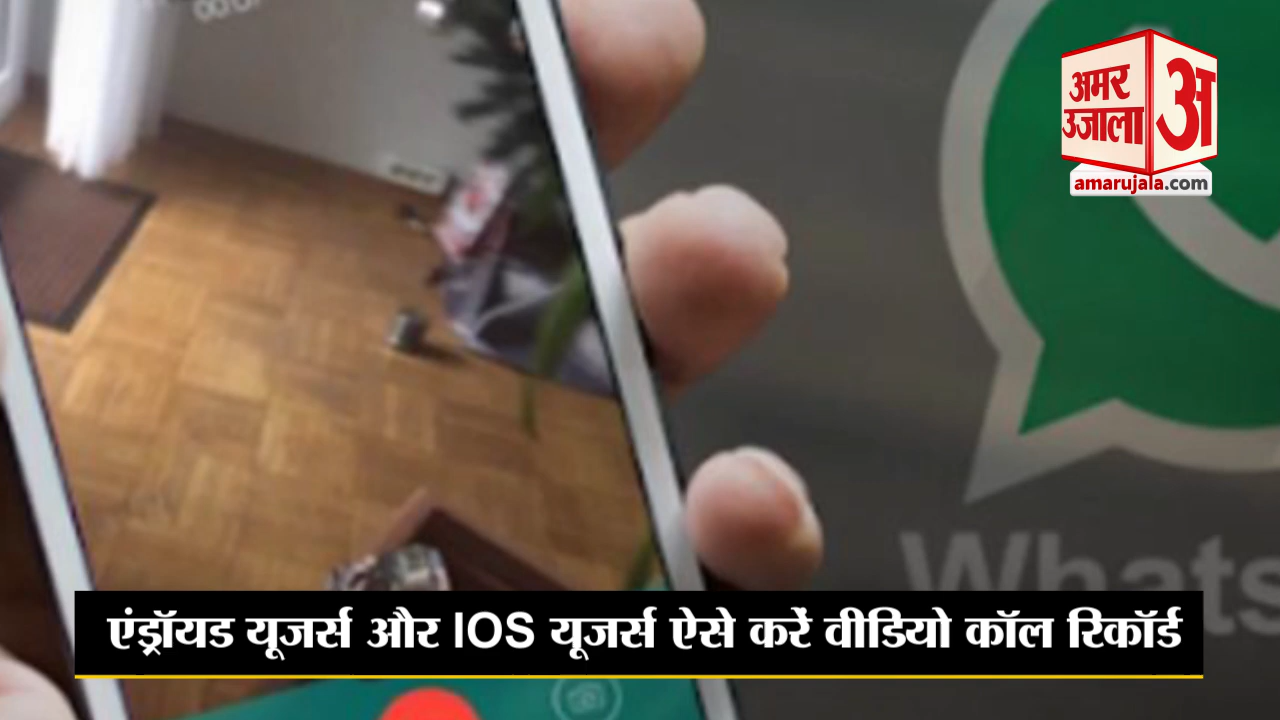 अमर
उजाला
अ
amarujala.com
Whats
एंड्रॉयड यूजर्स और IOS यूजर्स ऐसे करें वीडियो कॉल रिकॉर्ड